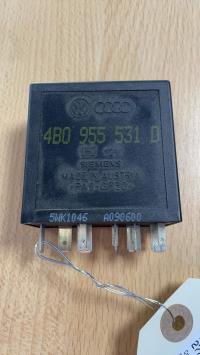 4B0 955 531 D
SIEMENS
MADE IN AUSTRIA
5WK1046 A090600